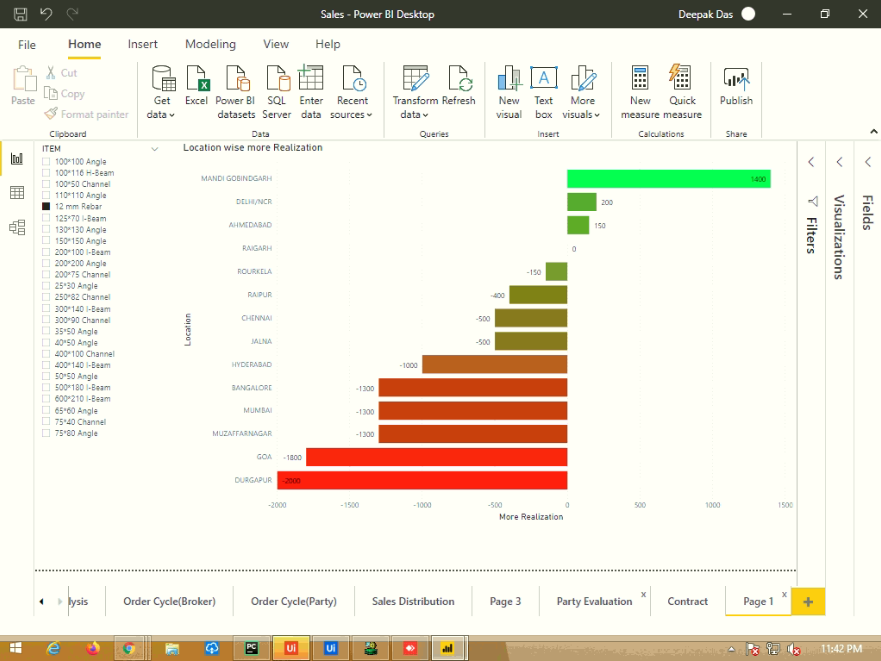 Sales - Power BI Desktop
Deepak Das
File Home Insert Modeling View Help
Paste
Cut
Copy
Format painter
Clipboard
Get data
Excel
Power BI datasets
SQL Server
Enter data
Recent sources
Data
Transform data
Refresh
Queries
New visual
Text box
More visuals
Insert
New measure
Quick measure
Calculations
Publish
Share
ITEM
100*100 Angle
100*116 H-Beam
100*50 Channel
110*110 Angle
12 mm Rebar
125*70 I-Beam
130*130 Angle
150*150 Angle
200*100 I-Beam
200*200 Angle
200*75 Channel
25*30 Angle
250*82 Channel
300*140 I-Beam
300*90 Channel
35*50 Angle
40*50 Angle
400*100 Channel
400*140 I-Beam
50*50 Angle
500*180 I-Beam
600*210 I-Beam
65*60 Angle
75*40 Channel
75*80 Angle
Location wise more Realization
Location
MANDI GOBINDGARH 1400
DELHI/NCR 200
AHMEDABAD 150
RAIGARH 0
ROURKELA -150
RAIPUR -400
CHENNAI -500
JALNA -500
HYDERABAD -1000
BANGALORE -1300
MUMBAI -1300
MUZAFFARNAGAR -1300
GOA -1800
DURGAPUR -2000
-2000 -1500 -1000 -500 0 500 1000 1500
More Realization
Filters
Visualizations
Fields
lysis Order Cycle(Broker) Order Cycle(Party) Sales Distribution Page 3 Party Evaluation x Contract Page 1 x +
PC Ui Ui
11:42 PM